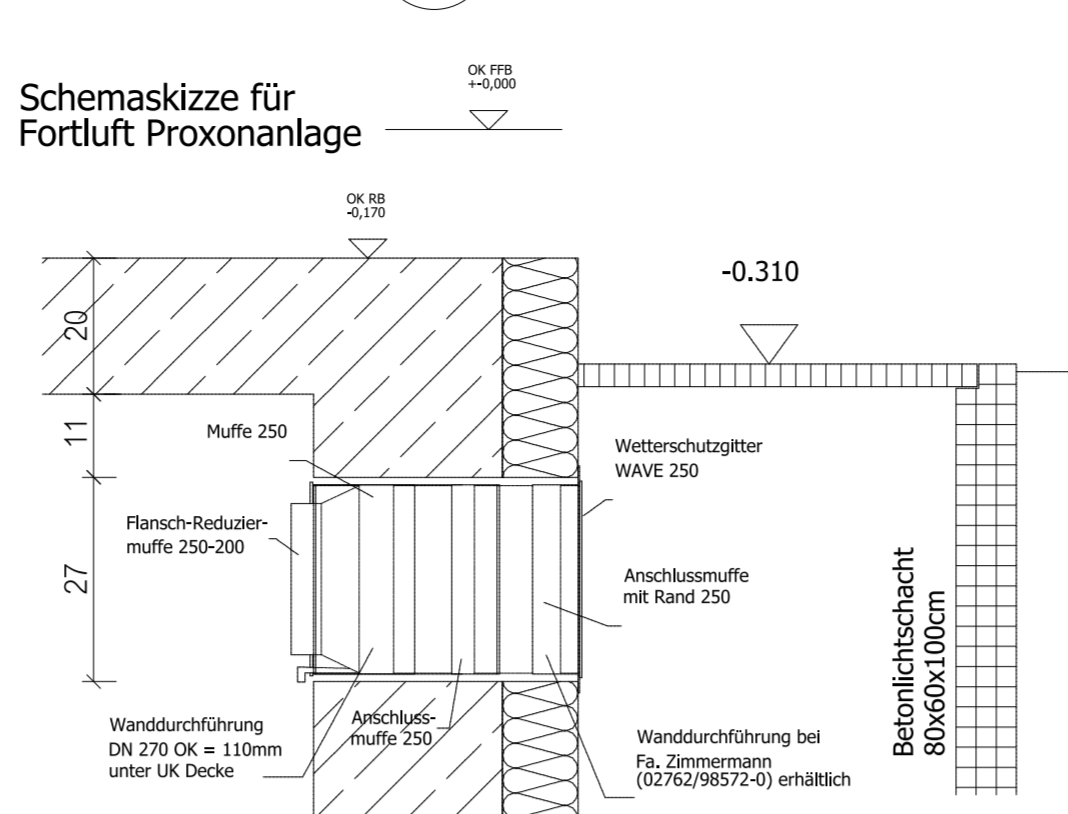 OK FFB
+-0,000
Schemaskizze für
Fortluft Proxonanlage
OK RB
-0,170
-0.310
20
11
27
Muffe 250
Wetterschutzgitter
WAVE 250
Flansch-Reduzier-
muffe 250-200
Anschlussmuffe
mit Rand 250
Betonlichtschacht
80x60x100cm
Wanddurchführung
DN 270 OK = 110mm
unter UK Decke
Anschluss-
muffe 250
Wanddurchführung bei
Fa. Zimmermann
(02762/98572-0) erhältlich